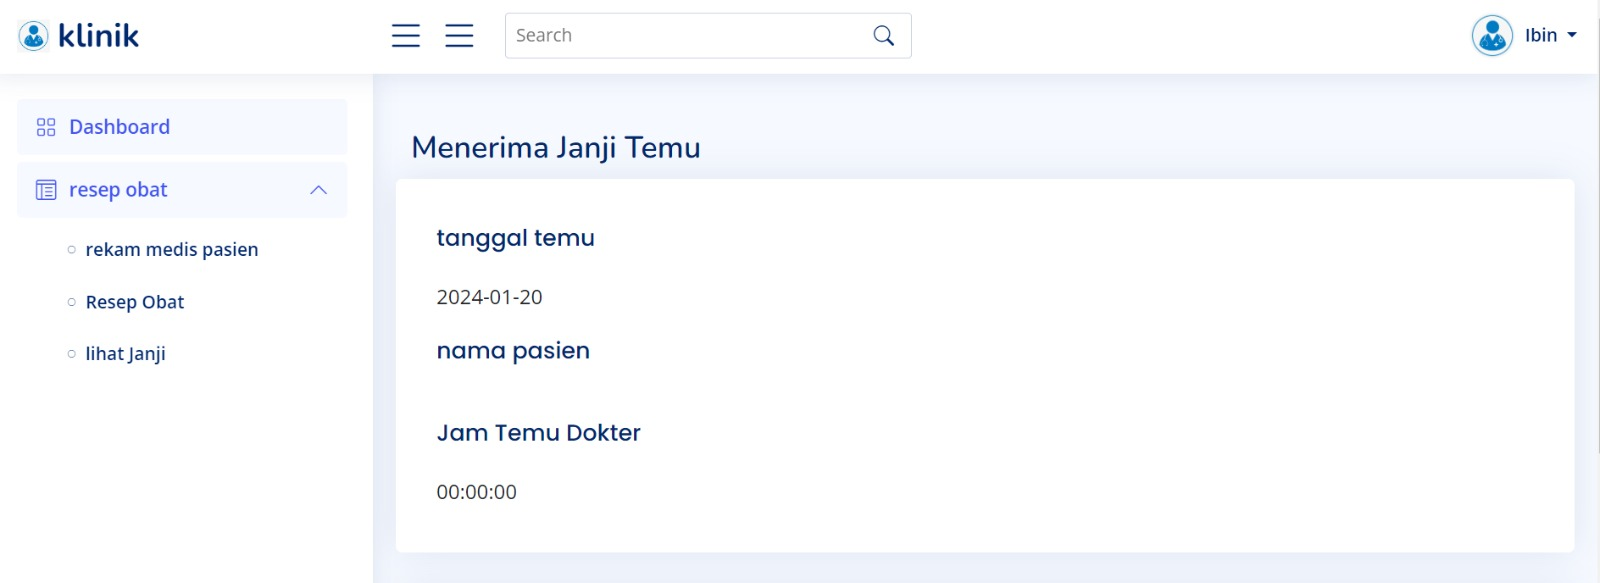 klinik
Search
Ibin
Dashboard
resep obat
rekam medis pasien
Resep Obat
lihat Janji
Menerima Janji Temu
tanggal temu
2024-01-20
nama pasien
Jam Temu Dokter
00:00:00